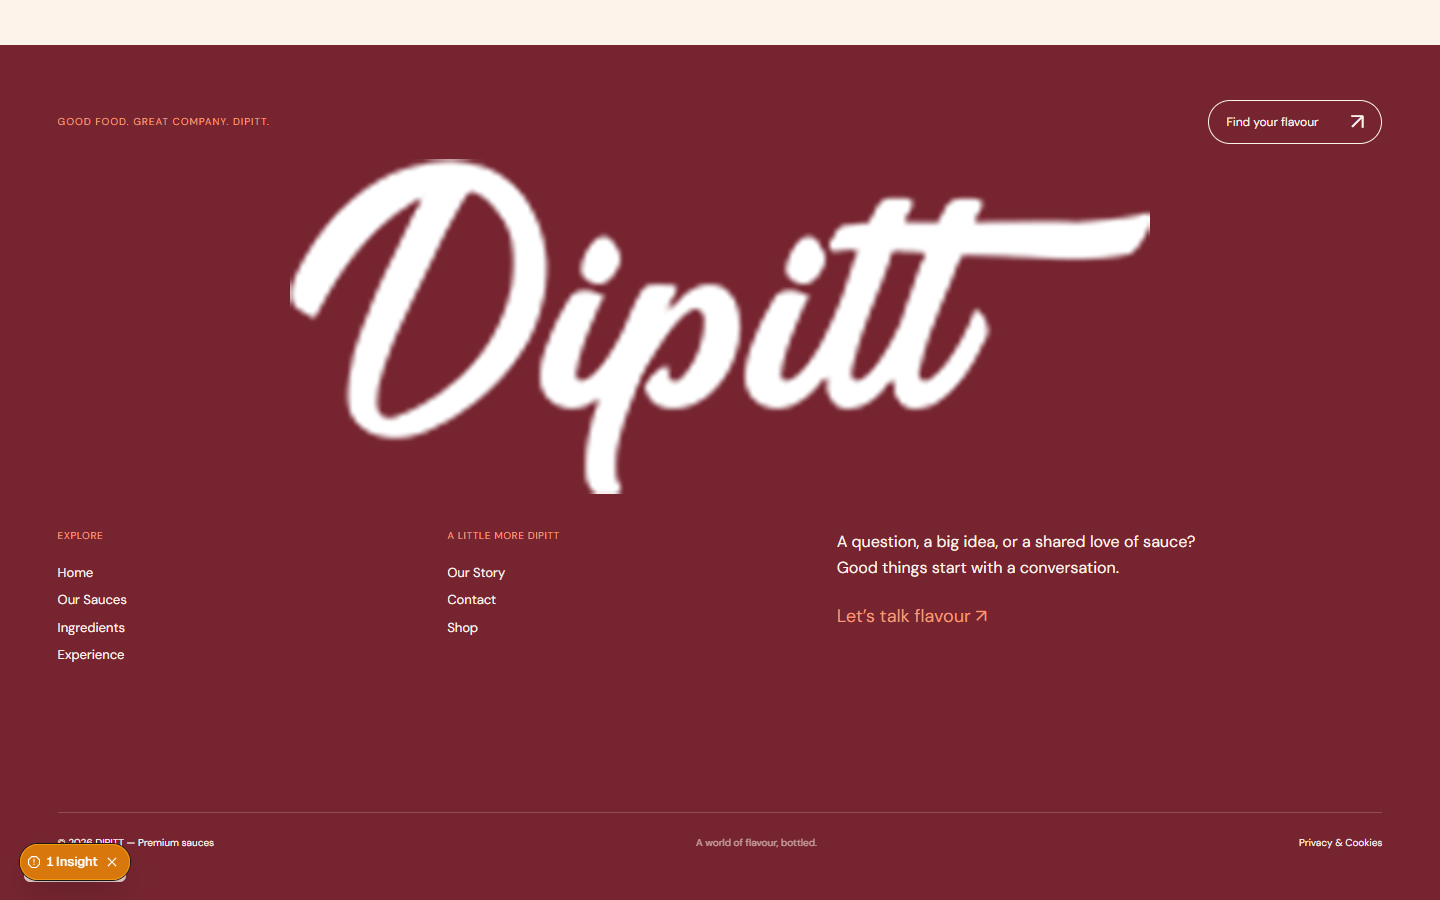 GOOD FOOD. GREAT COMPANY. DIPITT.
Find your flavour
Dipitt
EXPLORE
Home
Our Sauces
Ingredients
Experience
A LITTLE MORE DIPITT
Our Story
Contact
Shop
A question, a big idea, or a shared love of sauce?
Good things start with a conversation.
Let’s talk flavour
© 2026 DIPITT — Premium sauces
A world of flavour, bottled.
Privacy & Cookies
1 Insight